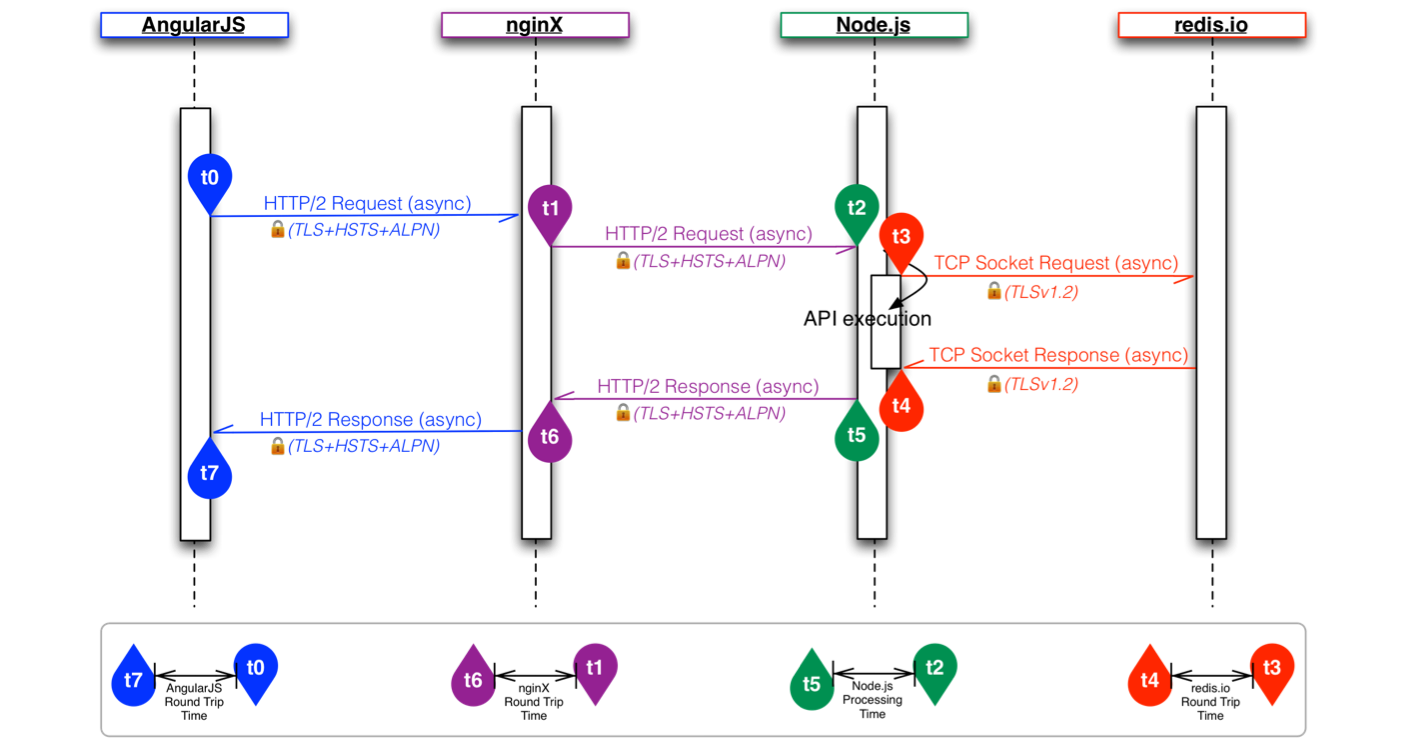 AngularJS
nginX
Node.js
redis.io
t0
HTTP/2 Request (async)
(TLS+HSTS+ALPN)
t1
HTTP/2 Request (async)
(TLS+HSTS+ALPN)
t2
t3
TCP Socket Request (async)
(TLSv1.2)
API execution
TCP Socket Response (async)
(TLSv1.2)
t4
HTTP/2 Response (async)
(TLS+HSTS+ALPN)
t5
t6
HTTP/2 Response (async)
(TLS+HSTS+ALPN)
t7
t7
t0
AngularJS
Round Trip
Time
t6
t1
nginX
Round Trip
Time
t5
t2
Node.js
Processing
Time
t4
t3
redis.io
Round Trip
Time